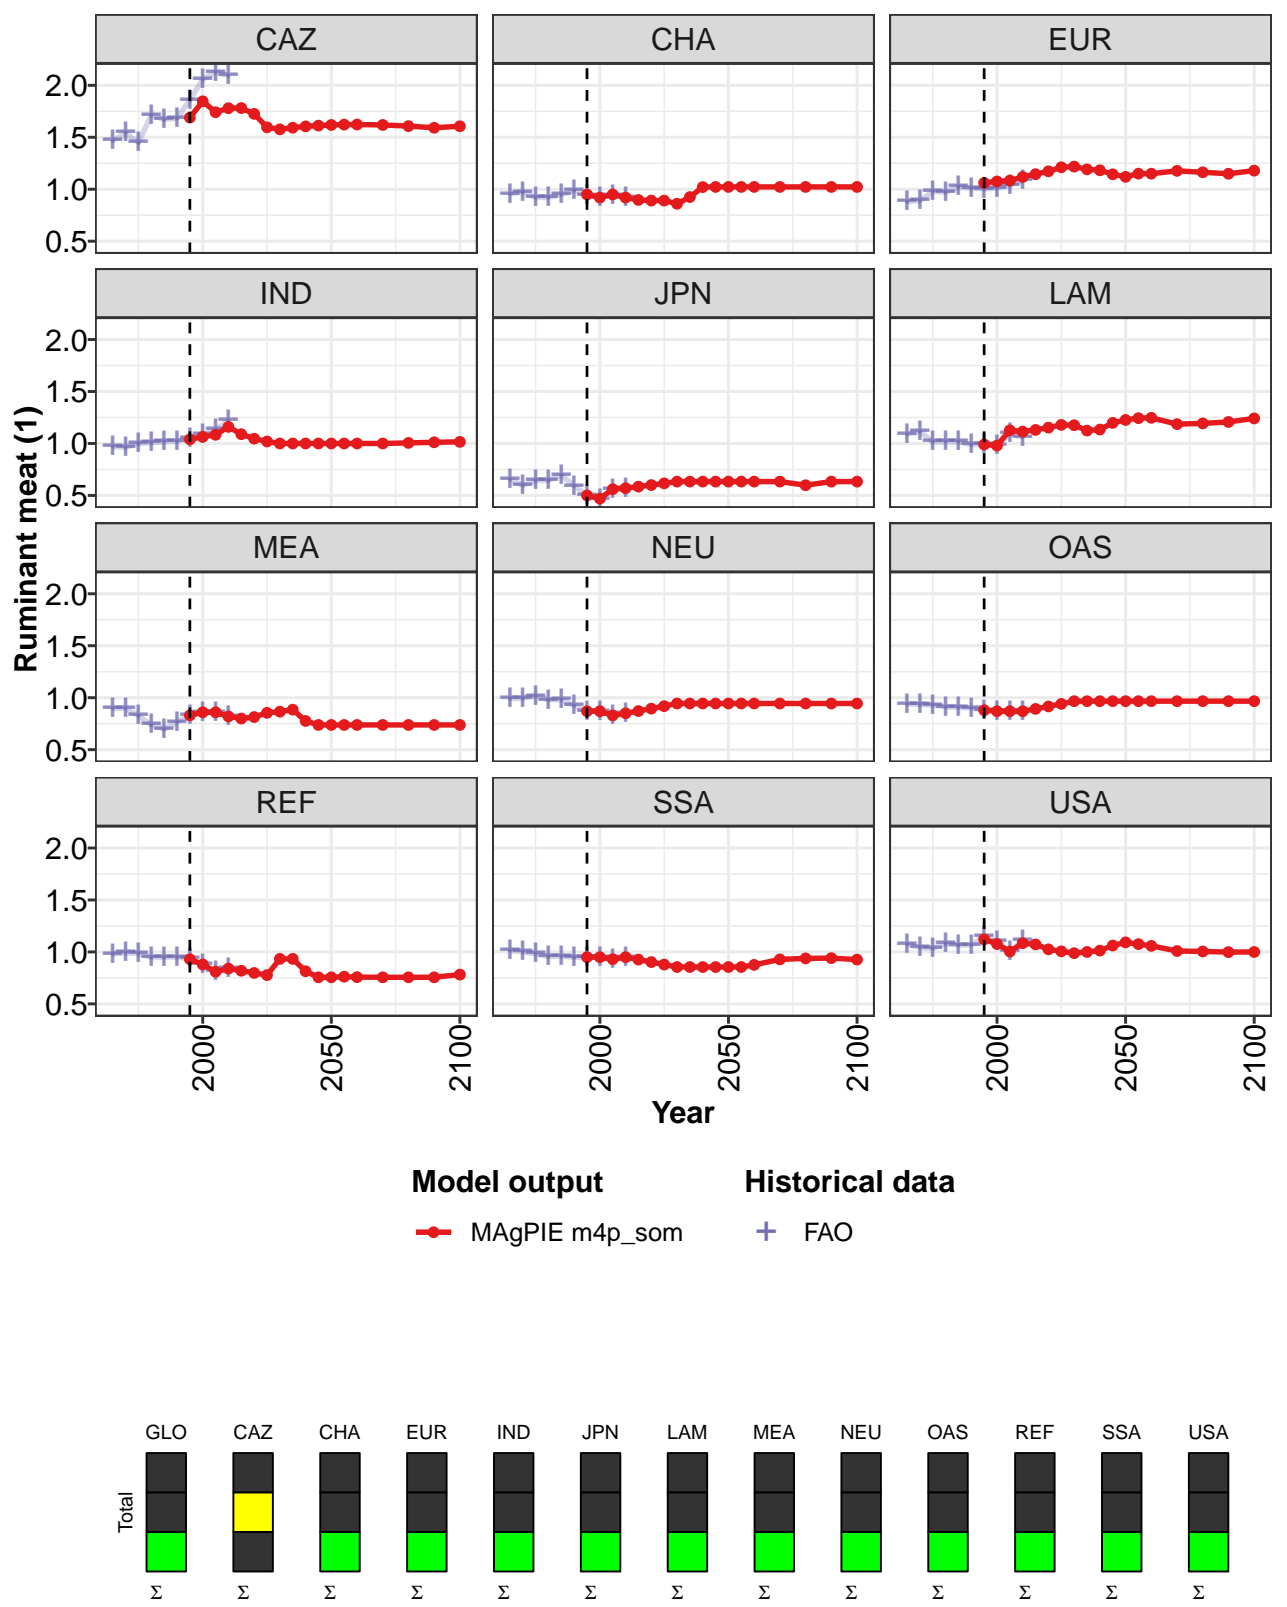 CAZ CHA EUR
2.0
1.5
1.0
0.5
IND JPN LAM
2.0
1.5
1.0
0.5
Ruminant meat (1)
MEA NEU OAS
2.0
1.5
1.0
0.5
REF SSA USA
2.0
1.5
1.0
0.5
2000 2050 2100 2000 2050 2100 2000 2050 2100
Year
Model output Historical data
MAgPIE m4p_som FAO
GLO CAZ CHA EUR IND JPN LAM MEA NEU OAS REF SSA USA
Total
Σ Σ Σ Σ Σ Σ Σ Σ Σ Σ Σ Σ Σ